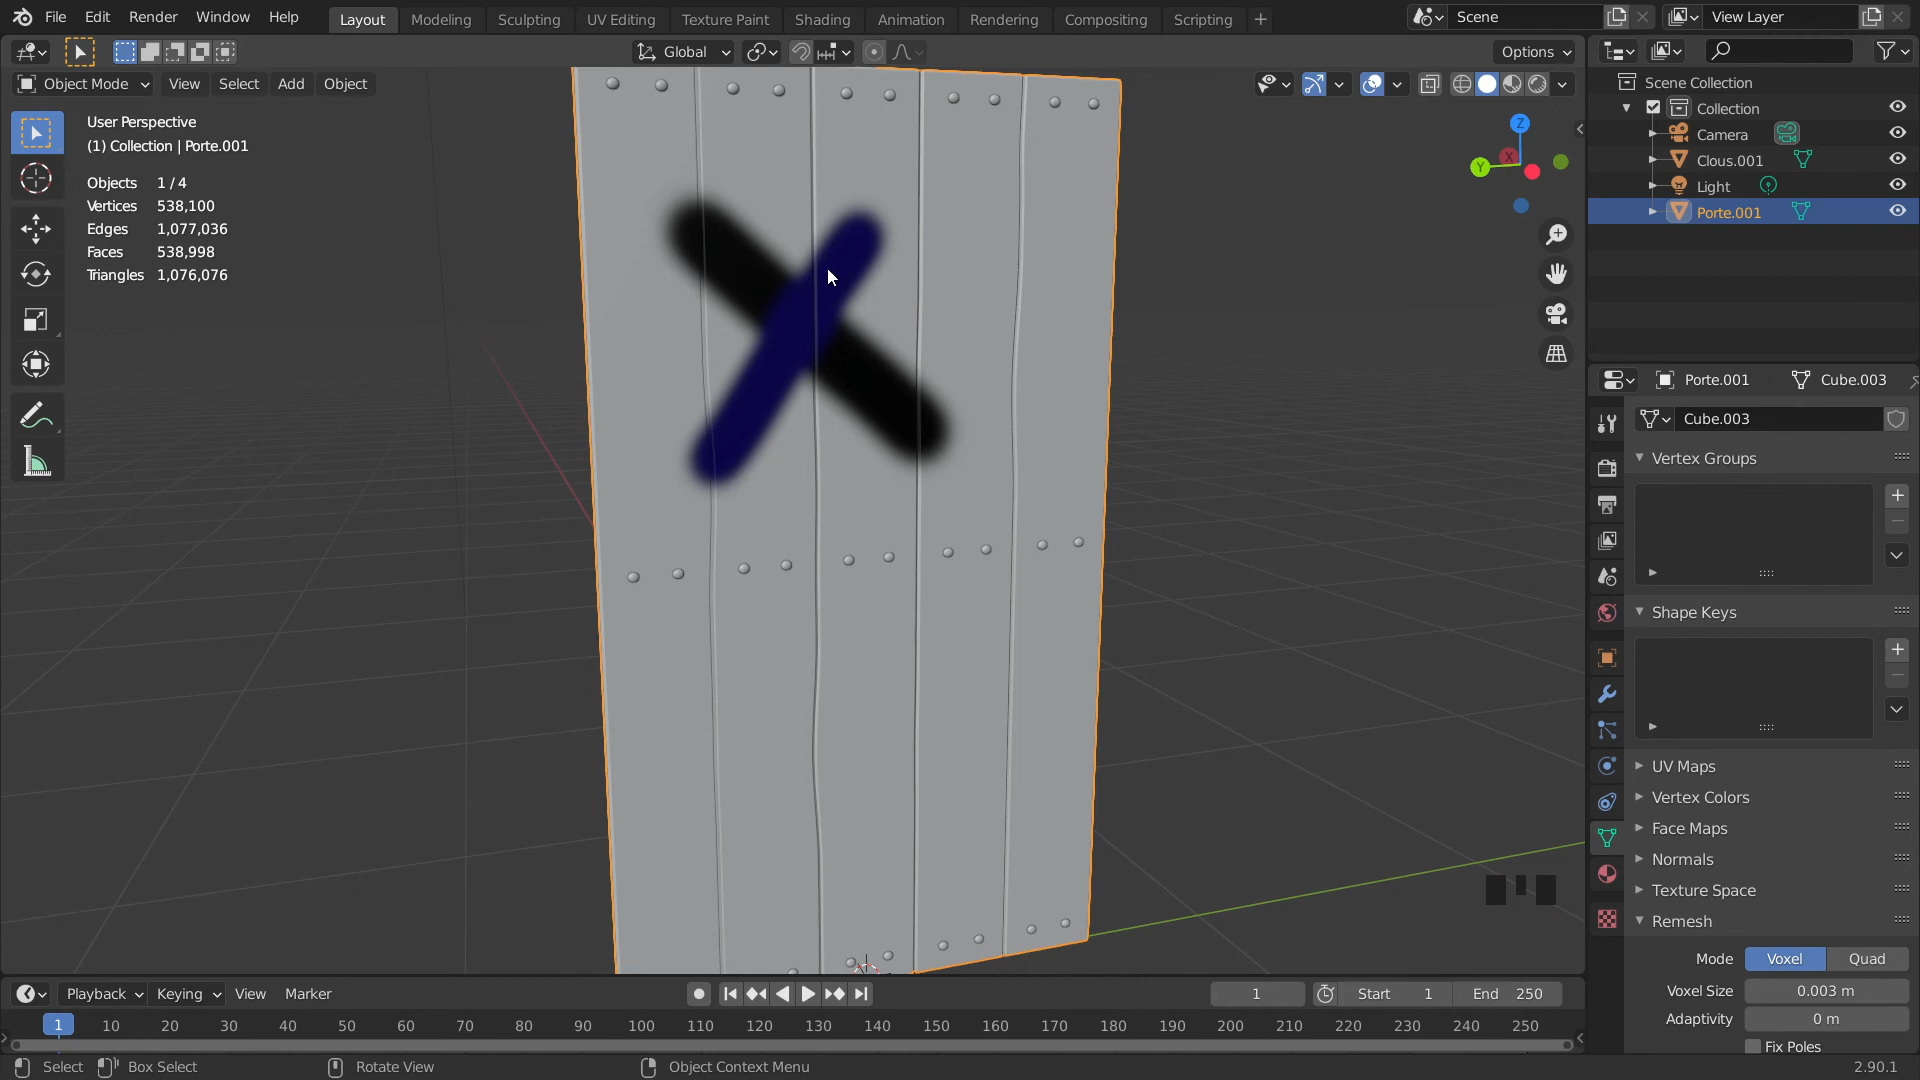 File Edit Render Window Help Layout Modeling Sculpting UV Editing Texture Paint Shading Animation Rendering Compositing Scripting + Scene View Layer
Global Options
Object Mode View Select Add Object
User Perspective
(1) Collection | Porte.001
Objects 1 / 4
Vertices 538,100
Edges 1,077,036
Faces 538,998
Triangles 1,076,076
Z
Y
X
Scene Collection
Collection
Camera
Clous.001
Light
Porte.001
Porte.001 Cube.003
Cube.003
Vertex Groups
Shape Keys
UV Maps
Vertex Colors
Face Maps
Normals
Texture Space
Remesh
Mode Voxel Quad
Voxel Size 0.003 m
Adaptivity 0 m
Fix Poles
Playback Keying View Marker 1 Start 1 End 250
1 10 20 30 40 50 60 70 80 90 100 110 120 130 140 150 160 170 180 190 200 210 220 230 240 250
Select Box Select Rotate View Object Context Menu 2.90.1